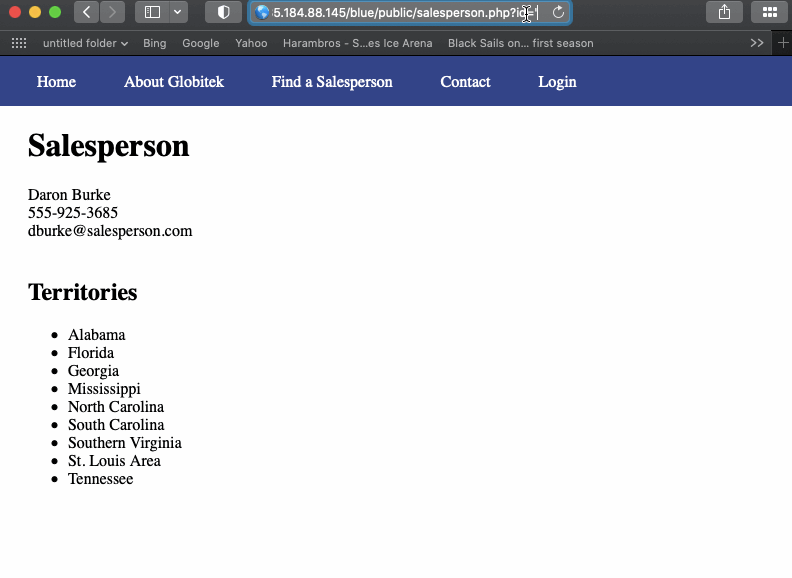 5.184.88.145/blue/public/salesperson.php?id='
untitled folder Bing Google Yahoo Harambros - S...es Ice Arena Black Sails on... first season
Home About Globitek Find a Salesperson Contact Login
Salesperson
Daron Burke
555-925-3685
dburke@salesperson.com
Territories
Alabama
Florida
Georgia
Mississippi
North Carolina
South Carolina
Southern Virginia
St. Louis Area
Tennessee